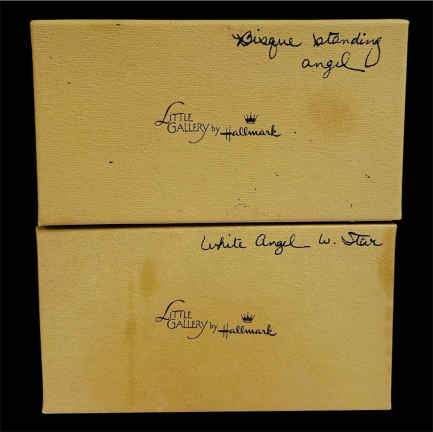 Bisque standing
angel
LITTLE
GALLERY by Hallmark
White Angel W. Star
LITTLE
GALLERY by Hallmark